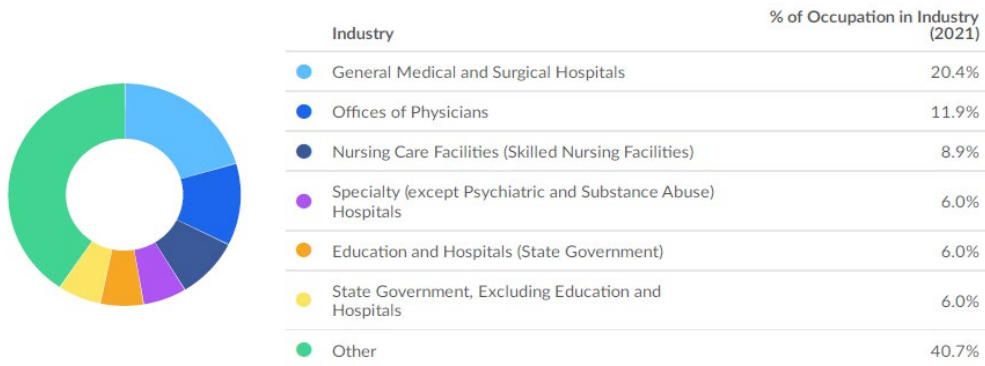 Industry
% of Occupation in Industry
(2021)
General Medical and Surgical Hospitals
20.4%
Offices of Physicians
11.9%
Nursing Care Facilities (Skilled Nursing Facilities)
8.9%
Specialty (except Psychiatric and Substance Abuse)
Hospitals
6.0%
Education and Hospitals (State Government)
6.0%
State Government, Excluding Education and
Hospitals
6.0%
Other
40.7%